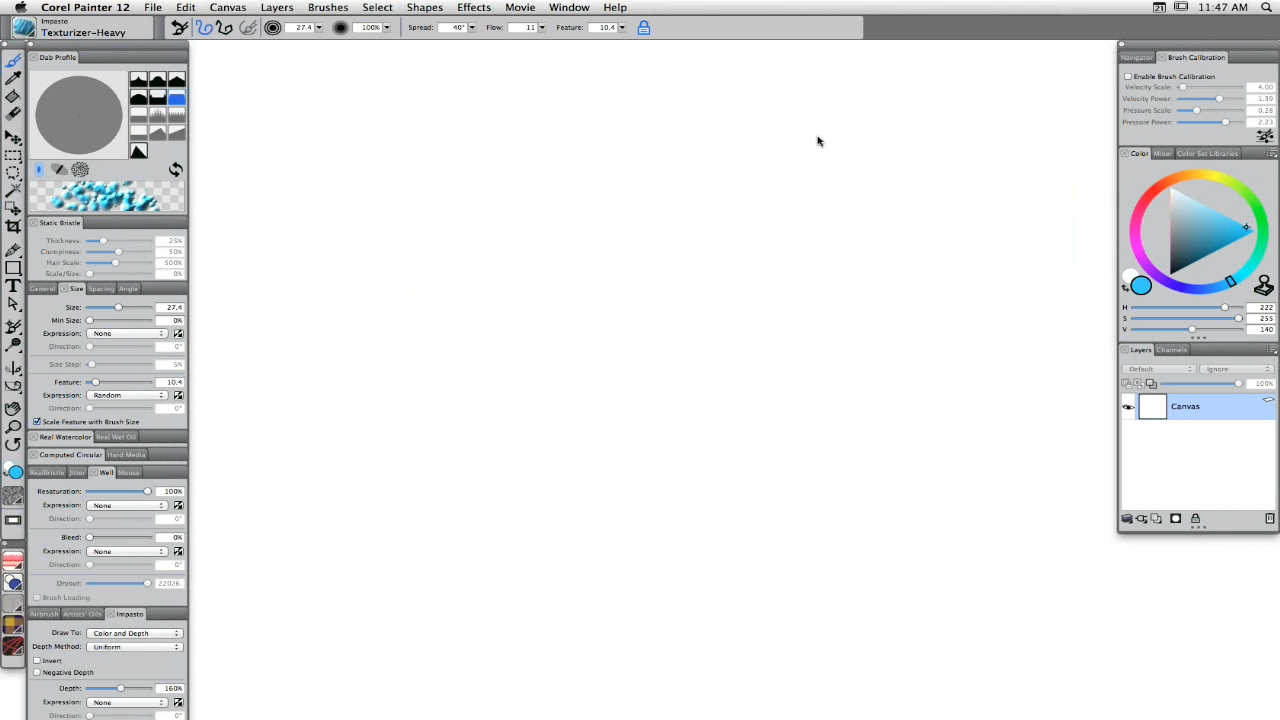 Corel Painter 12 File Edit Canvas Layers Brushes Select Shapes Effects Movie Window Help 21 11:47 AM
Impasto
Texturizer-Heavy
27.4 100% Spread: 40° Flow: 11 Feature: 10.4
Dab Profile
Static Bristle
Thickness: 25%
Clumpiness: 50%
Hair Scale: 500%
Scale/Size: 0%
General Size Spacing Angle
Size: 27.4
Min Size: 0%
Expression: None
Direction: 0°
Size Step: 5%
Feature: 10.4
Expression: Random
Direction: 0°
Scale Feature with Brush Size
Real Watercolor Real Wet Oil
Computed Circular Hard Media
RealBristle Jitter Well Mouse
Resaturation: 100%
Expression: None
Direction: 0°
Bleed: 0%
Expression: None
Direction: 0°
Dryout: 22026.
Brush Loading
Airbrush Artists' Oils Impasto
Draw To: Color and Depth
Depth Method: Uniform
Invert
Negative Depth
Depth: 160%
Expression: None
Direction: 0°
Navigator Brush Calibration
Enable Brush Calibration
Velocity Scale: 4.00
Velocity Power: 1.39
Pressure Scale: 0.28
Pressure Power: 2.23
Color Mixer Color Set Libraries
H 222
S 255
V 140
Layers Channels
Default Ignore
100%
Canvas